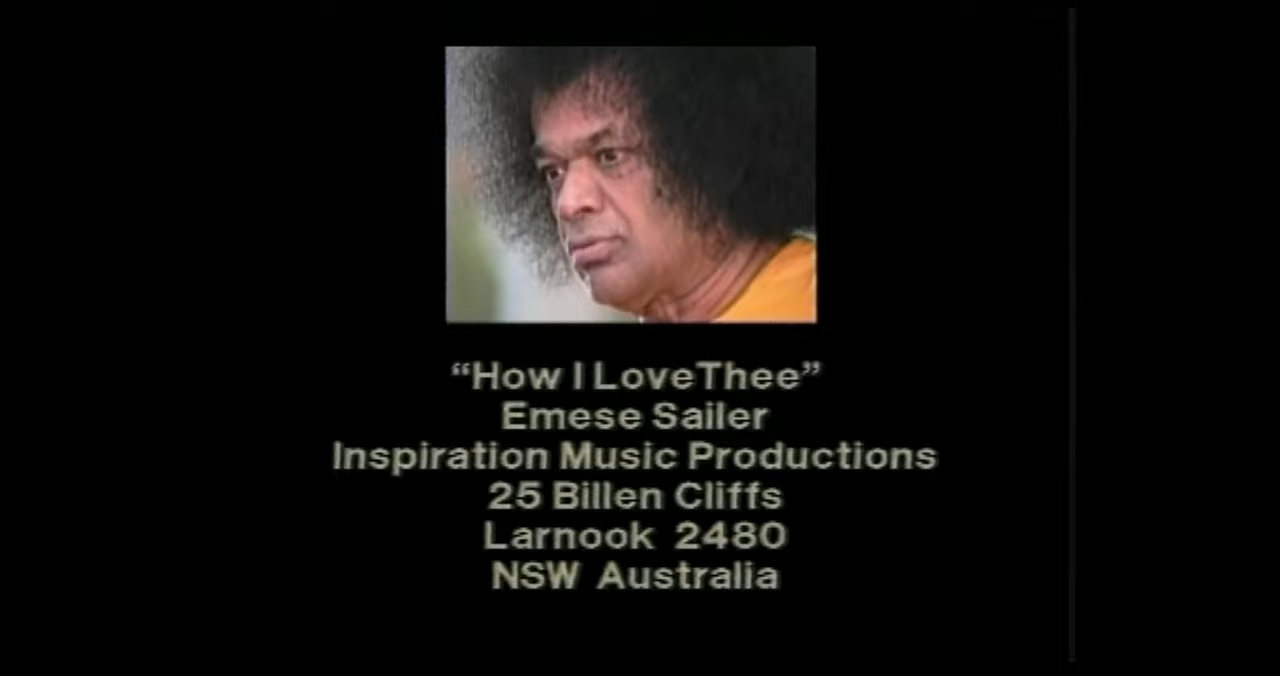 “How I LoveThee”
Emese Sailer
Inspiration Music Productions
25 Billen Cliffs
Larnook 2480
NSW Australia